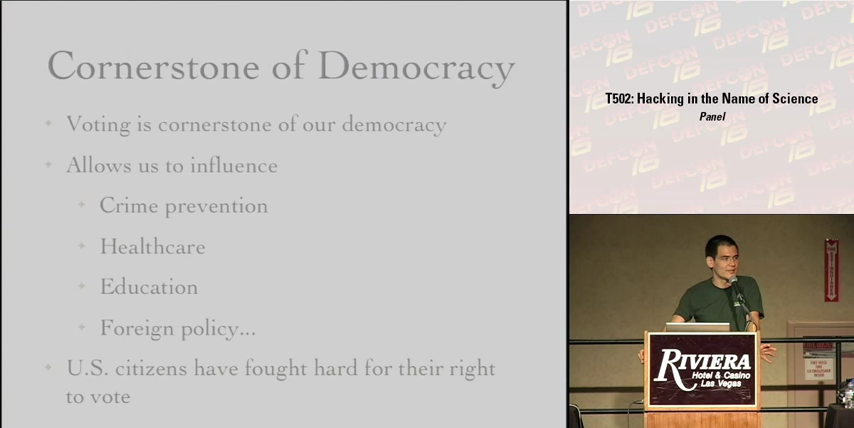 Cornerstone of Democracy
Voting is cornerstone of our democracy
Allows us to influence
Crime prevention
Healthcare
Education
Foreign policy...
U.S. citizens have fought hard for their right
to vote
DEFCON
16
T502: Hacking in the Name of Science
Panel
RIVIERA
Hotel & Casino
Las Vegas